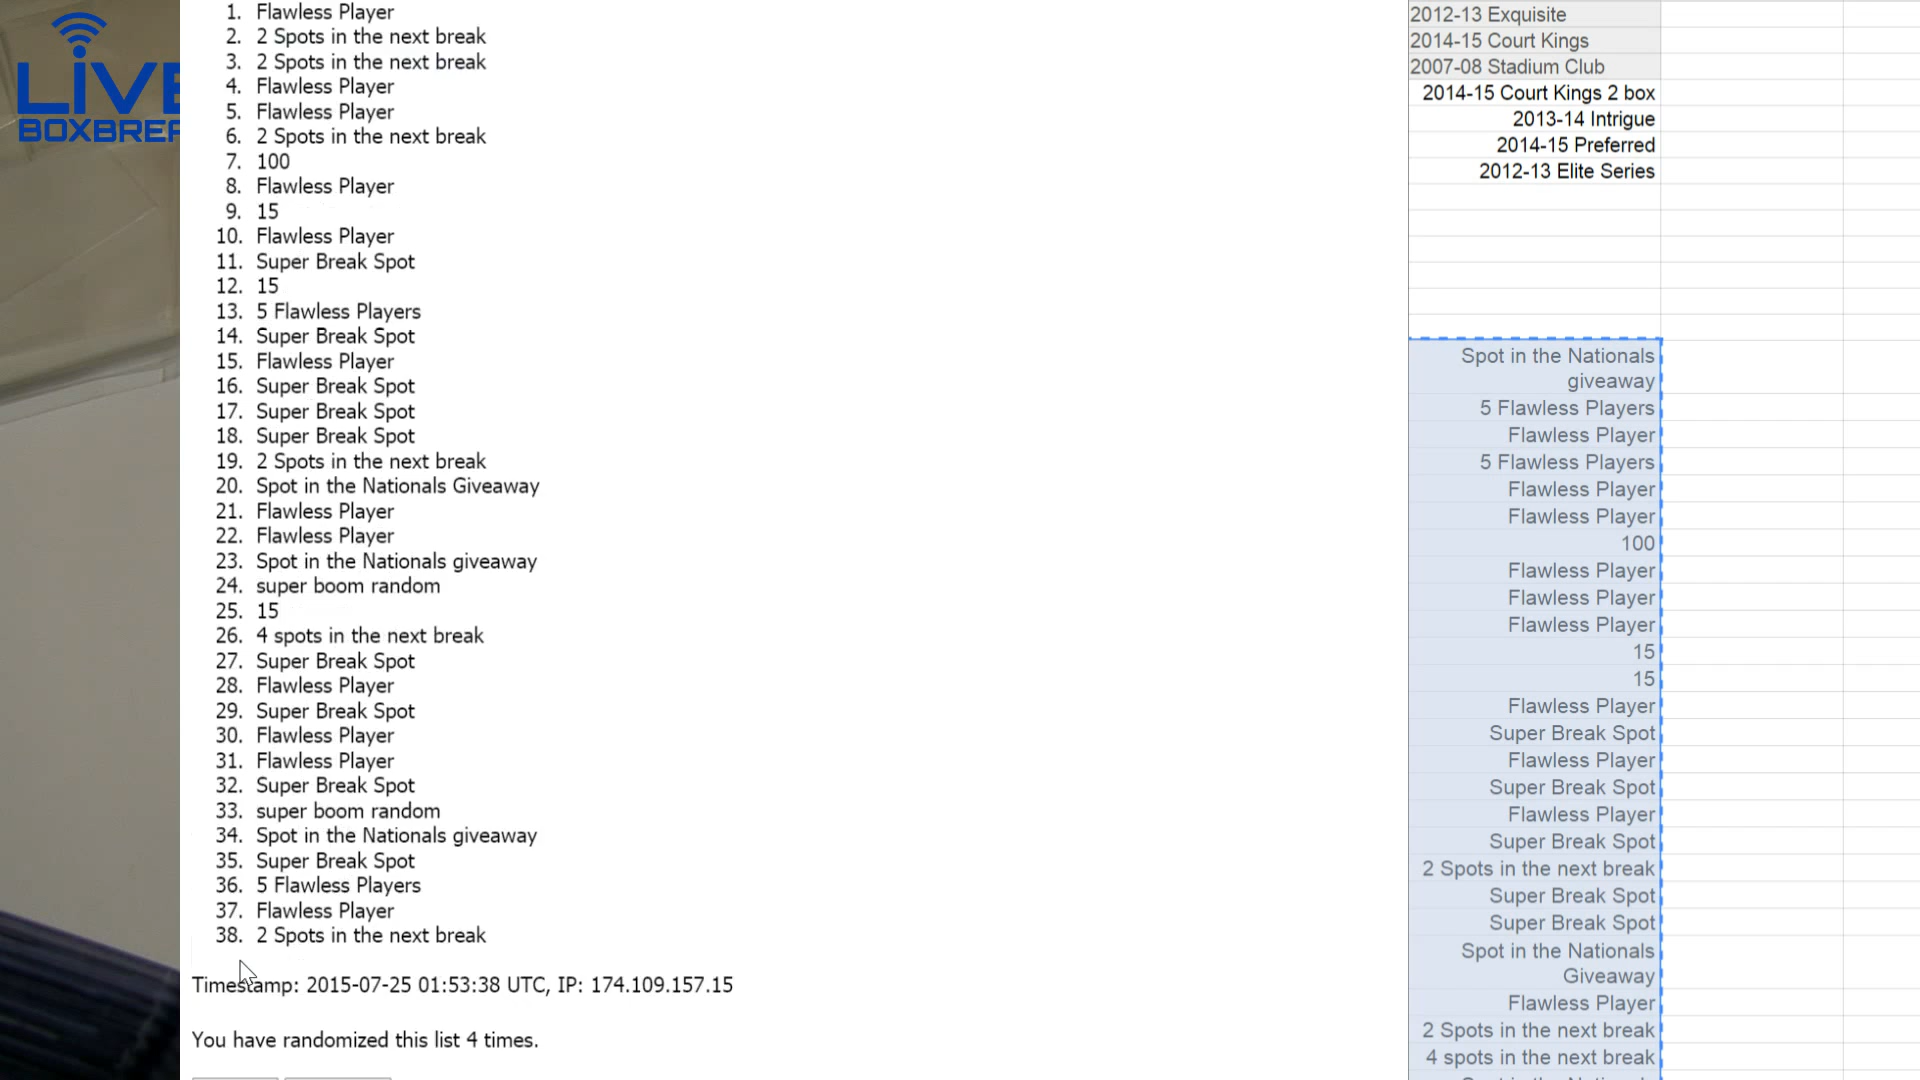 LIVE
BOXBREA
1. Flawless Player
2. 2 Spots in the next break
3. 2 Spots in the next break
4. Flawless Player
5. Flawless Player
6. 2 Spots in the next break
7. 100
8. Flawless Player
9. 15
10. Flawless Player
11. Super Break Spot
12. 15
13. 5 Flawless Players
14. Super Break Spot
15. Flawless Player
16. Super Break Spot
17. Super Break Spot
18. Super Break Spot
19. 2 Spots in the next break
20. Spot in the Nationals Giveaway
21. Flawless Player
22. Flawless Player
23. Spot in the Nationals giveaway
24. super boom random
25. 15
26. 4 spots in the next break
27. Super Break Spot
28. Flawless Player
29. Super Break Spot
30. Flawless Player
31. Flawless Player
32. Super Break Spot
33. super boom random
34. Spot in the Nationals giveaway
35. Super Break Spot
36. 5 Flawless Players
37. Flawless Player
38. 2 Spots in the next break
Timestamp: 2015-07-25 01:53:38 UTC, IP: 174.109.157.15
You have randomized this list 4 times.
2012-13 Exquisite
2014-15 Court Kings
2007-08 Stadium Club
2014-15 Court Kings 2 box
2013-14 Intrigue
2014-15 Preferred
2012-13 Elite Series
Spot in the Nationals
giveaway
5 Flawless Players
Flawless Player
5 Flawless Players
Flawless Player
Flawless Player
100
Flawless Player
Flawless Player
Flawless Player
15
15
Flawless Player
Super Break Spot
Flawless Player
Super Break Spot
Flawless Player
Super Break Spot
2 Spots in the next break
Super Break Spot
Super Break Spot
Spot in the Nationals
Giveaway
Flawless Player
2 Spots in the next break
4 spots in the next break